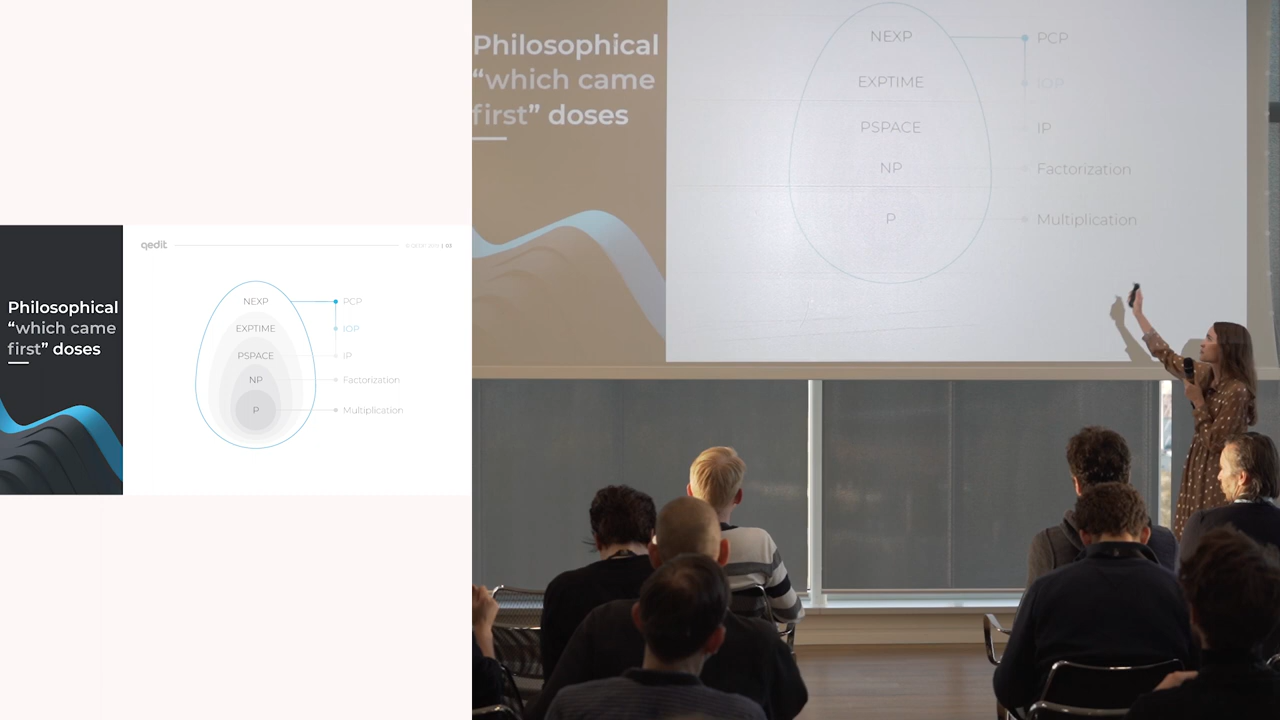 Philosophical
“which came
first” doses
qedit
NEXP
PCP
EXPTIME
IOP
PSPACE
IP
NP
Factorization
P
Multiplication
Philosophical
“which came
first” doses
NEXP
PCP
EXPTIME
IOP
PSPACE
IP
NP
Factorization
P
Multiplication